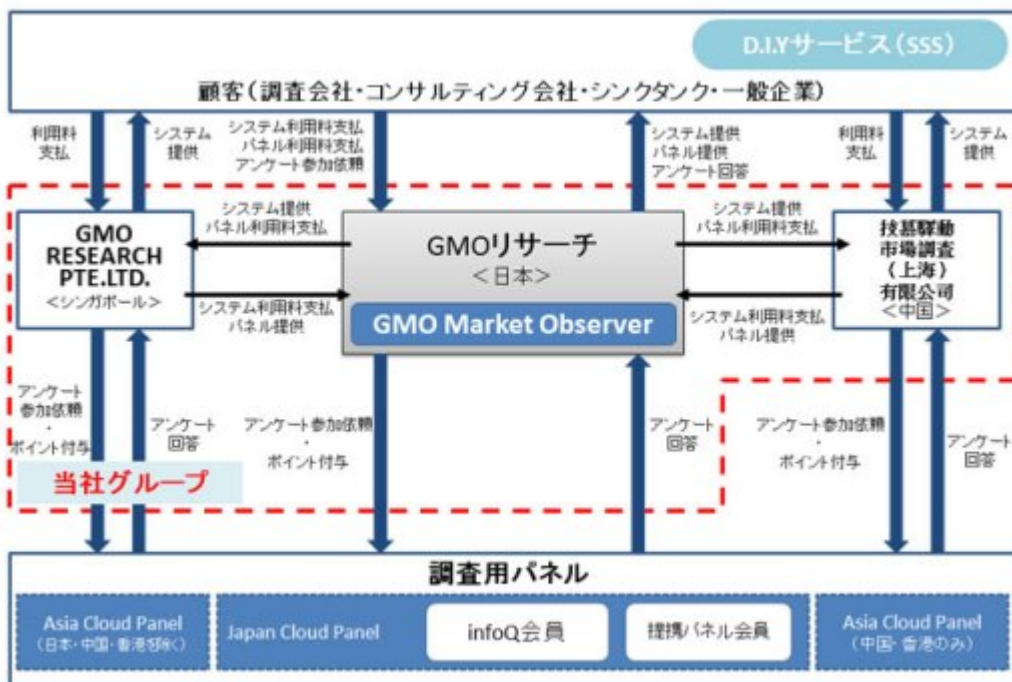 D.I.Yサービス(SSS)
顧客(調査会社・コンサルティング会社・シンクタンク・一般企業)
利用料
支払
システム
提供
システム利用料支払
パネル利用料支払
アンケート参加依頼
システム提供
パネル提供
アンケート回答
利用料
支払
システム
提供
GMO
RESEARCH
PTE.LTD.
<シンガポール>
システム提供
パネル利用料支払
システム利用料支払
パネル提供
GMOリサーチ
<日本>
GMO Market Observer
システム提供
パネル利用料支払
システム利用料支払
パネル提供
技慕驿動
市場調査
(上海)
有限公司
<中国>
アンケート
参加依頼
・
ポイント付与
アンケート
回答
アンケート参加依頼
・
ポイント付与
アンケート
回答
アンケート参加依頼
・
ポイント付与
アンケート
回答
当社グループ
調査用パネル
Asia Cloud Panel
(日本・中国・香港を除く)
Japan Cloud Panel
infoQ会員
提携パネル会員
Asia Cloud Panel
(中国・香港のみ)